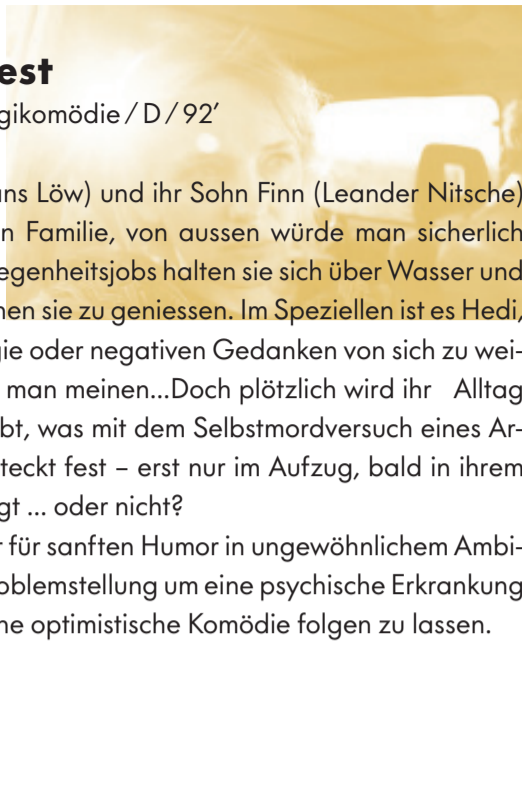 est
gikomödie / D / 92’
ns Löw) und ihr Sohn Finn (Leander Nitsche)
n Familie, von aussen würde man sicherlich
egenheitsjobs halten sie sich über Wasser und
nen sie zu geniessen. Im Speziellen ist es Hedi,
gie oder negativen Gedanken von sich zu wei-
man meinen...Doch plötzlich wird ihr Alltag
bt, was mit dem Selbstmordversuch eines Ar-
teckt fest – erst nur im Aufzug, bald in ihrem
gt ... oder nicht?
r für sanften Humor in ungewöhnlichem Ambi-
oblemstellung um eine psychische Erkrankung
ne optimistische Komödie folgen zu lassen.